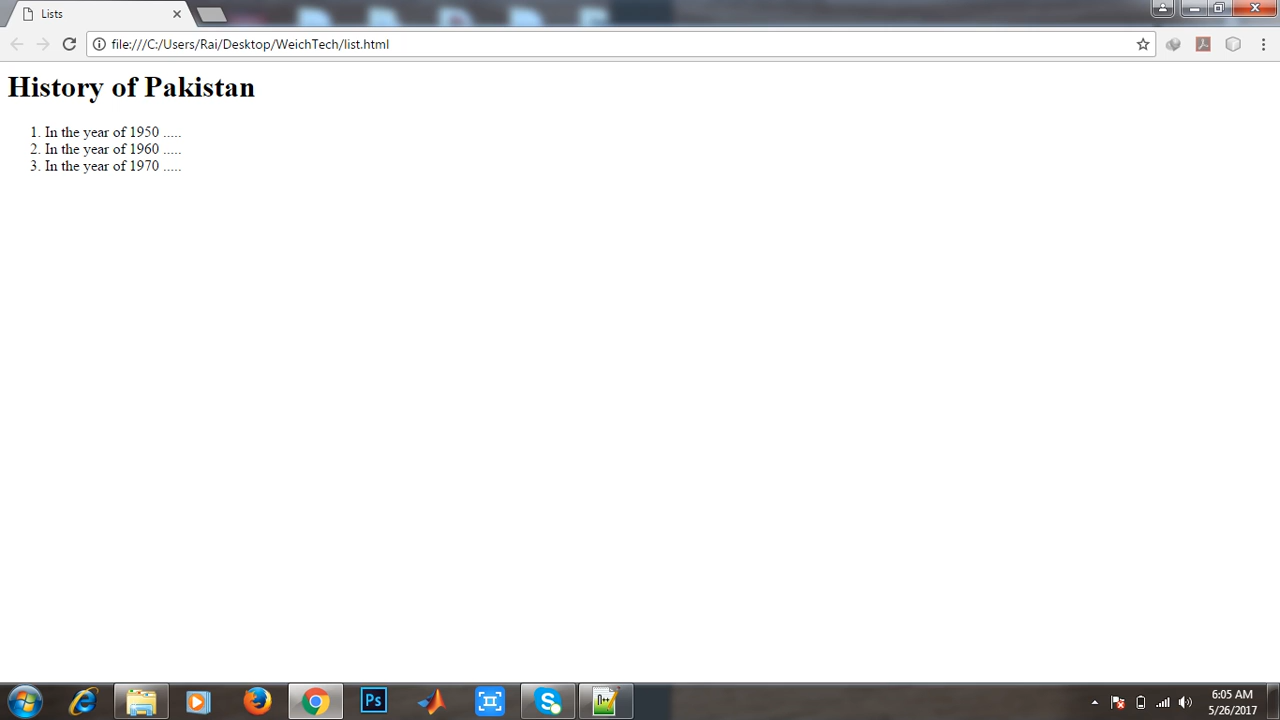 Lists
file:///C:/Users/Rai/Desktop/WeichTech/list.html
History of Pakistan
1. In the year of 1950 .....
2. In the year of 1960 .....
3. In the year of 1970 .....
Ps
6:05 AM
5/26/2017